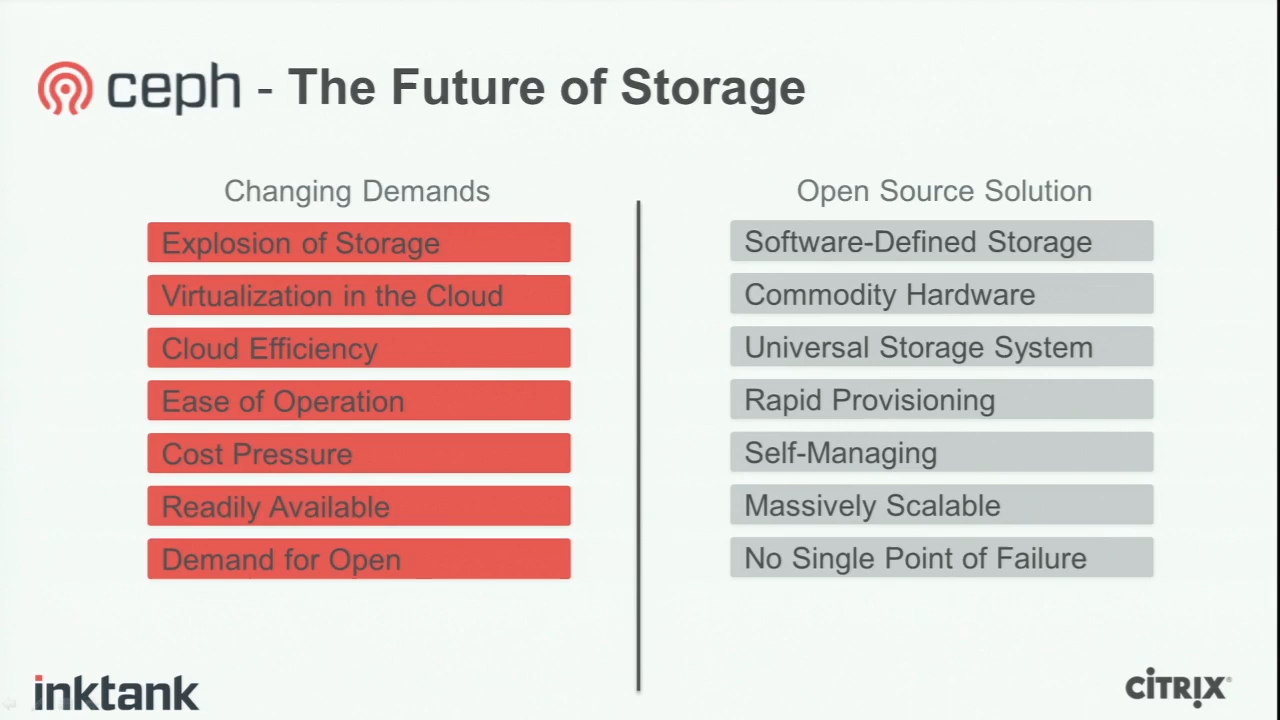 ceph - The Future of Storage
Changing Demands
Explosion of Storage
Virtualization in the Cloud
Cloud Efficiency
Ease of Operation
Cost Pressure
Readily Available
Demand for Open
Open Source Solution
Software-Defined Storage
Commodity Hardware
Universal Storage System
Rapid Provisioning
Self-Managing
Massively Scalable
No Single Point of Failure
inktank
CITRIX®